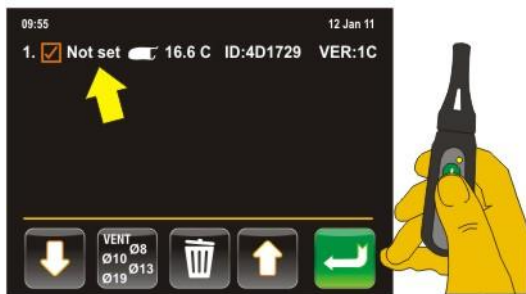 09:55 12 Jan 11
1. Not set 16.6 C ID:4D1729 VER:1C
VENT
Ø8
Ø10
Ø13
Ø19